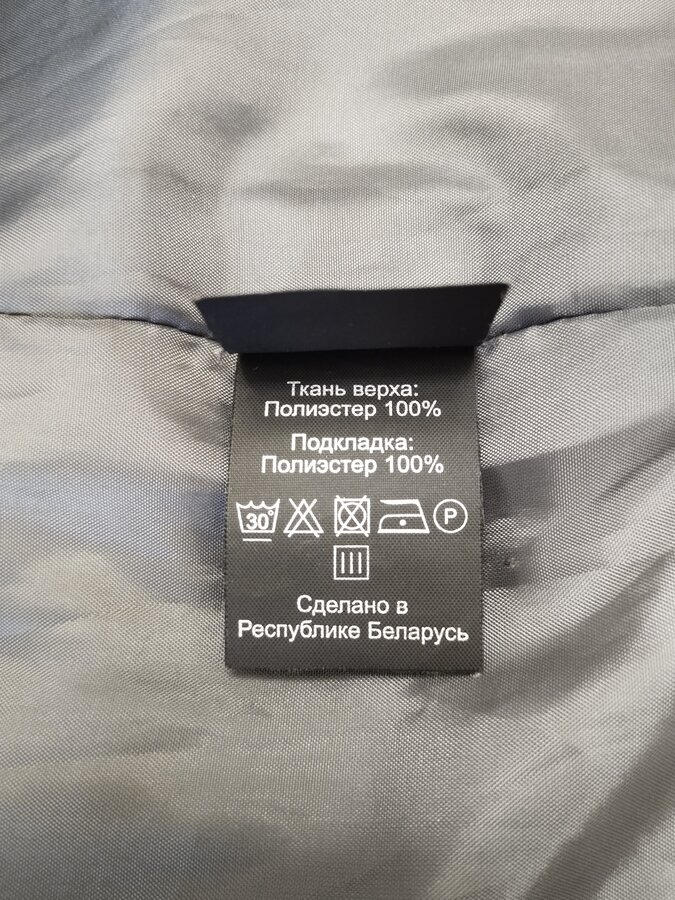 Ткань верха:
Полиэстер 100%
Подкладка:
Полиэстер 100%
30°
P
Сделано в
Республике Беларусь